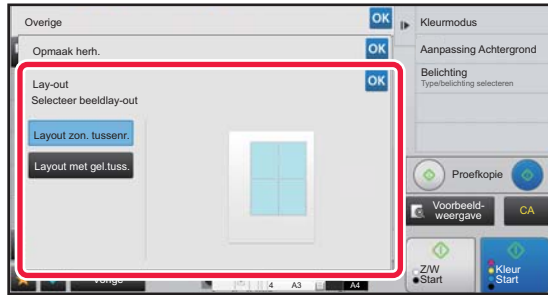 Overige
OK
Opmaak herh.
OK
Lay-out
OK
Selecteer beeldlay-out
Layout zon. tussenr.
Layout met gel.tuss.
Vorige
4
A3
A4
Kleurmodus
Aanpassing Achtergrond
Belichting
Type/belichting selecteren
Proefkopie
Voorbeeld-
weergave
CA
Z/W
Start
Kleur
Start